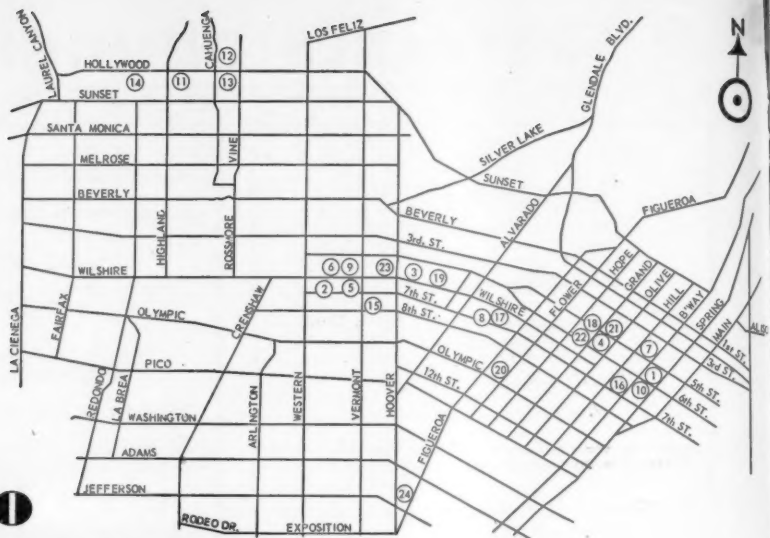 LAUREL CANYON
CAHUENGA
LOS FELIZ
GLENDALE BLVD.
N
HOLLYWOOD
12
14
11
13
SUNSET
SANTA MONICA
MELROSE
VINE
SILVER LAKE
SUNSET
BEVERLY
BEVERLY
ALVARADO
FIGUEROA
HIGHLAND
ROSSMORE
3rd. ST.
HOPE
GRAND
OLIVE
HILL
B'WAY
SPRING
MAIN
WILSHIRE
6
9
23
3
19
WILSHIRE
FLOWER
1st. ST.
LA CIENEGA
FAIRFAX
CRENSHAW
2
5
7th ST.
15
8th ST.
8
17
18
21
22
4
7
3rd ST.
OLYMPIC
OLYMPIC
20
16
10
1
5th ST.
6th ST.
7th ST.
PICO
12th ST.
REDONDO
LA BREA
ARLINGTON
WESTERN
VERMONT
HOOVER
WASHINGTON
ADAMS
FIGUEROA
JEFFERSON
24
RODEO DR.
EXPOSITION